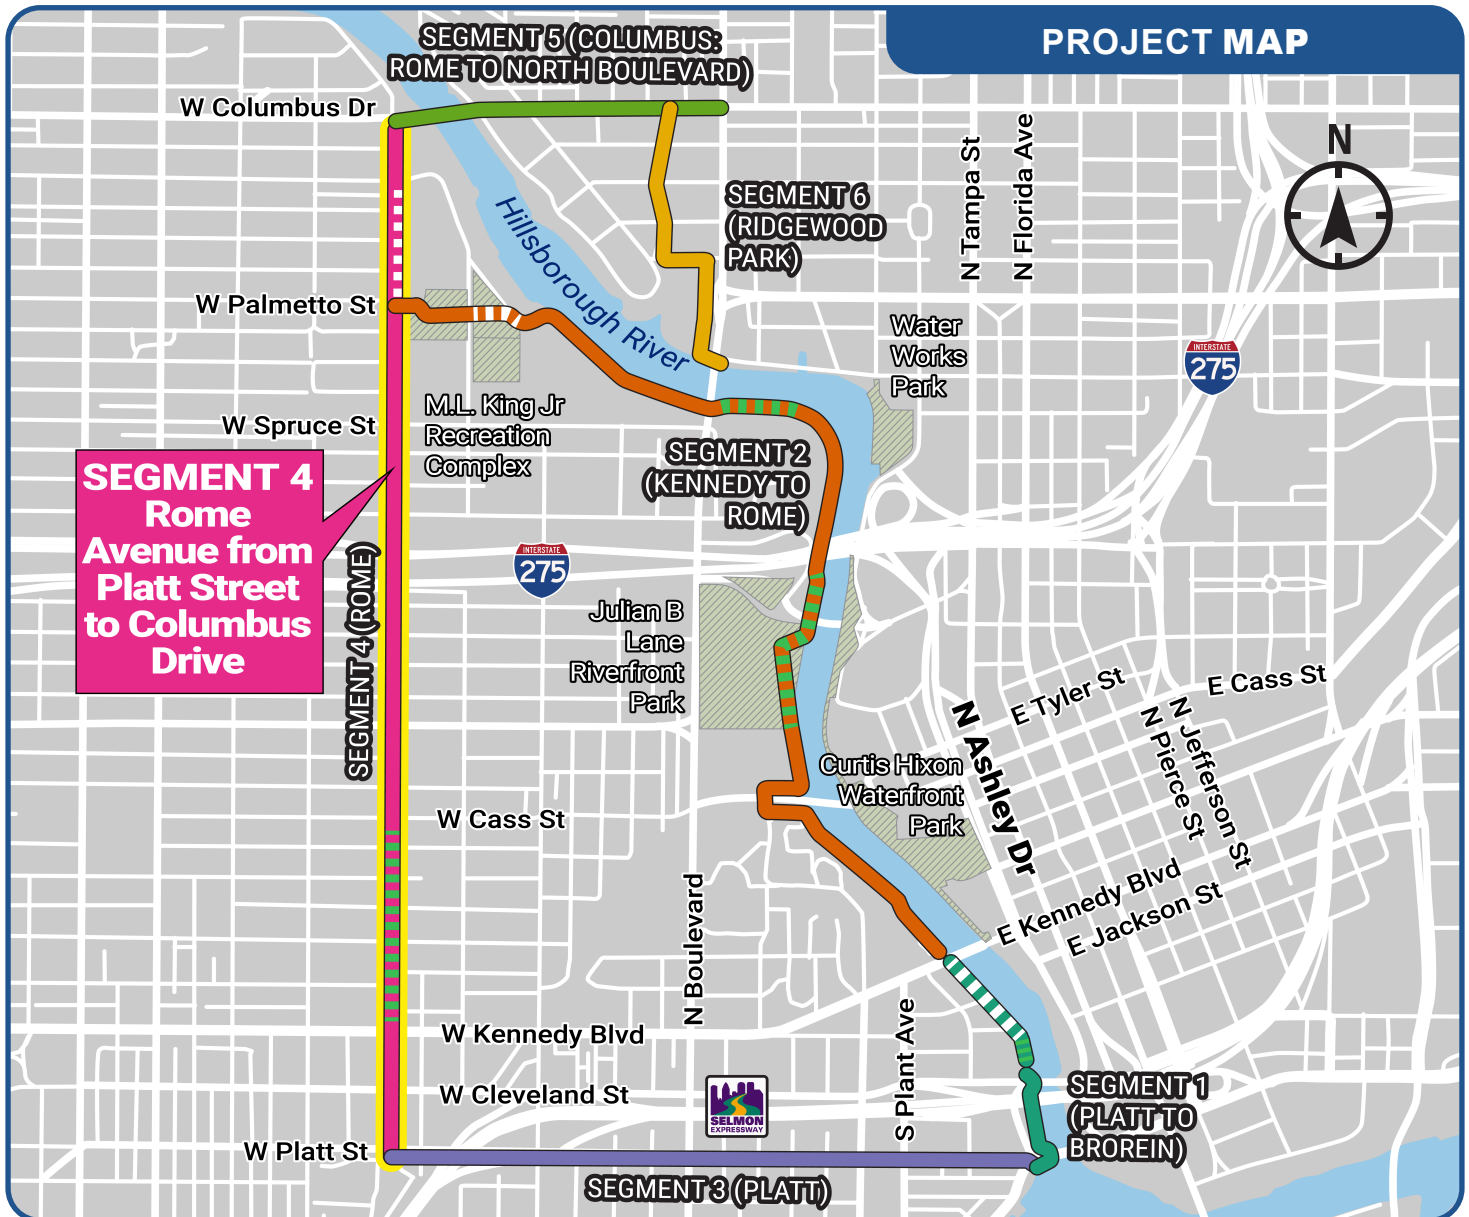 PROJECT MAP
SEGMENT 5 (COLUMBUS:
ROME TO NORTH BOULEVARD)
W Columbus Dr
N
N Tampa St
N Florida Ave
SEGMENT 6
(RIDGEWOOD
PARK)
Hillsborough River
W Palmetto St
Water
Works
Park
INTERSTATE
275
M.L. King Jr
Recreation
Complex
W Spruce St
SEGMENT 2
(KENNEDY TO
ROME)
SEGMENT 4
Rome
Avenue from
Platt Street
to Columbus
Drive
SEGMENT 4 (ROME)
INTERSTATE
275
Julian B
Lane
Riverfront
Park
E Tyler St
E Cass St
N Ashley Dr
N Pierce St
N Jefferson St
Curtis Hixon
Waterfront
Park
W Cass St
N Boulevard
E Kennedy Blvd
E Jackson St
W Kennedy Blvd
S Plant Ave
W Cleveland St
SELMON
EXPRESSWAY
SEGMENT 1
(PLATT TO
BROREIN)
W Platt St
SEGMENT 3 (PLATT)